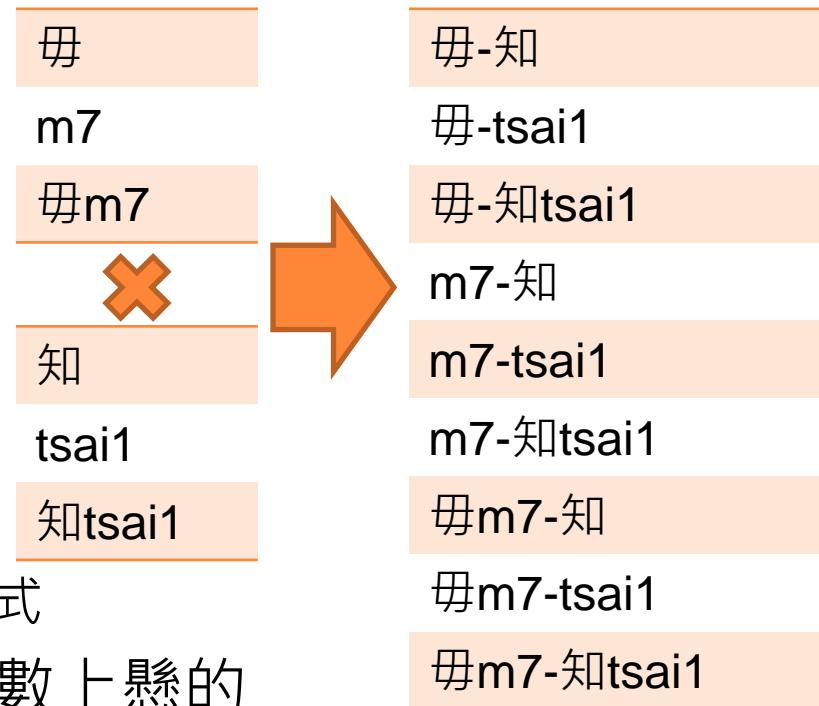 毋
m7
毋m7
知
tsai1
知tsai1
式
數上懸的
毋-知
毋-tsai1
毋-知tsai1
m7-知
m7-tsai1
m7-知tsai1
毋m7-知
毋m7-tsai1
毋m7-知tsai1